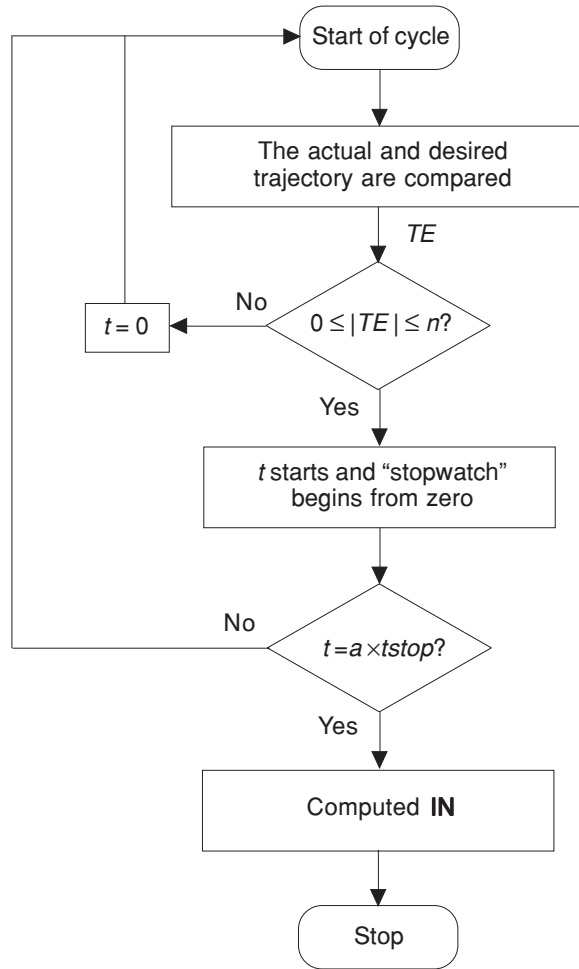 Start of cycle
The actual and desired
trajectory are compared
TE
No
t = 0
0 ≤ |TE| ≤ n?
Yes
t starts and “stopwatch”
begins from zero
No
t = a × tstop?
Yes
Computed IN
Stop